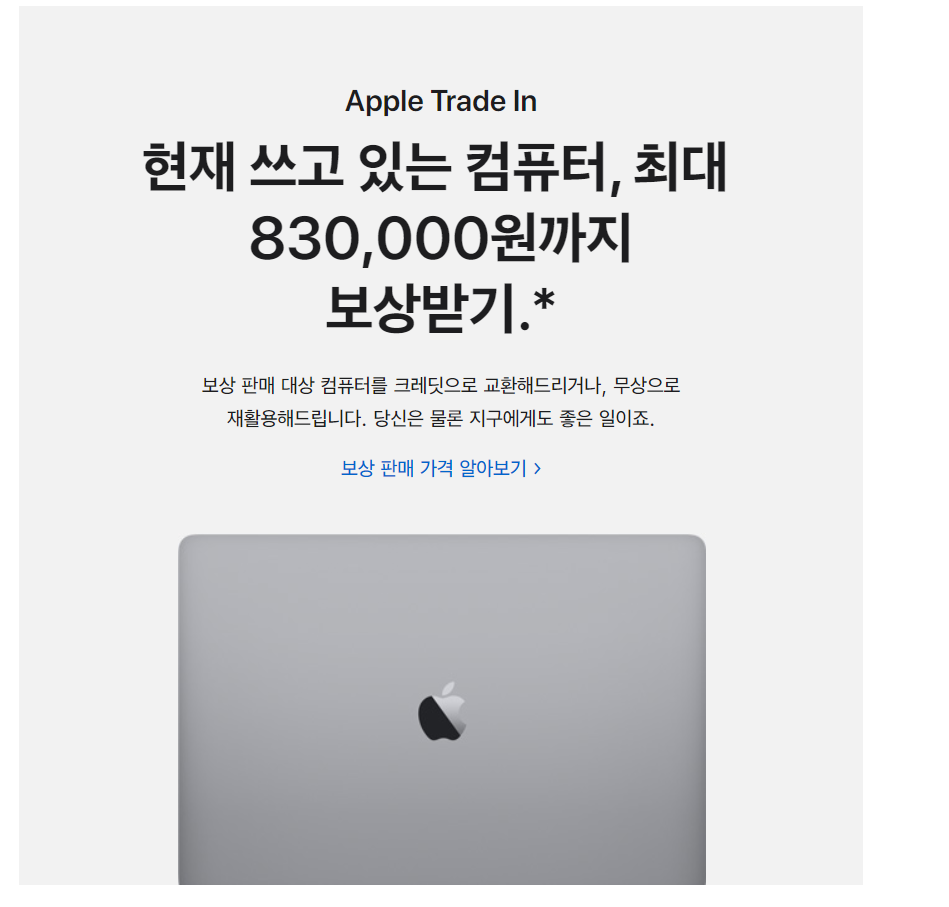 Apple Trade In
현재 쓰고 있는 컴퓨터, 최대
830,000원까지
보상받기.*
보상 판매 대상 컴퓨터를 크레딧으로 교환해드리거나, 무상으로
재활용해드립니다. 당신은 물론 지구에게도 좋은 일이죠.
보상 판매 가격 알아보기 >